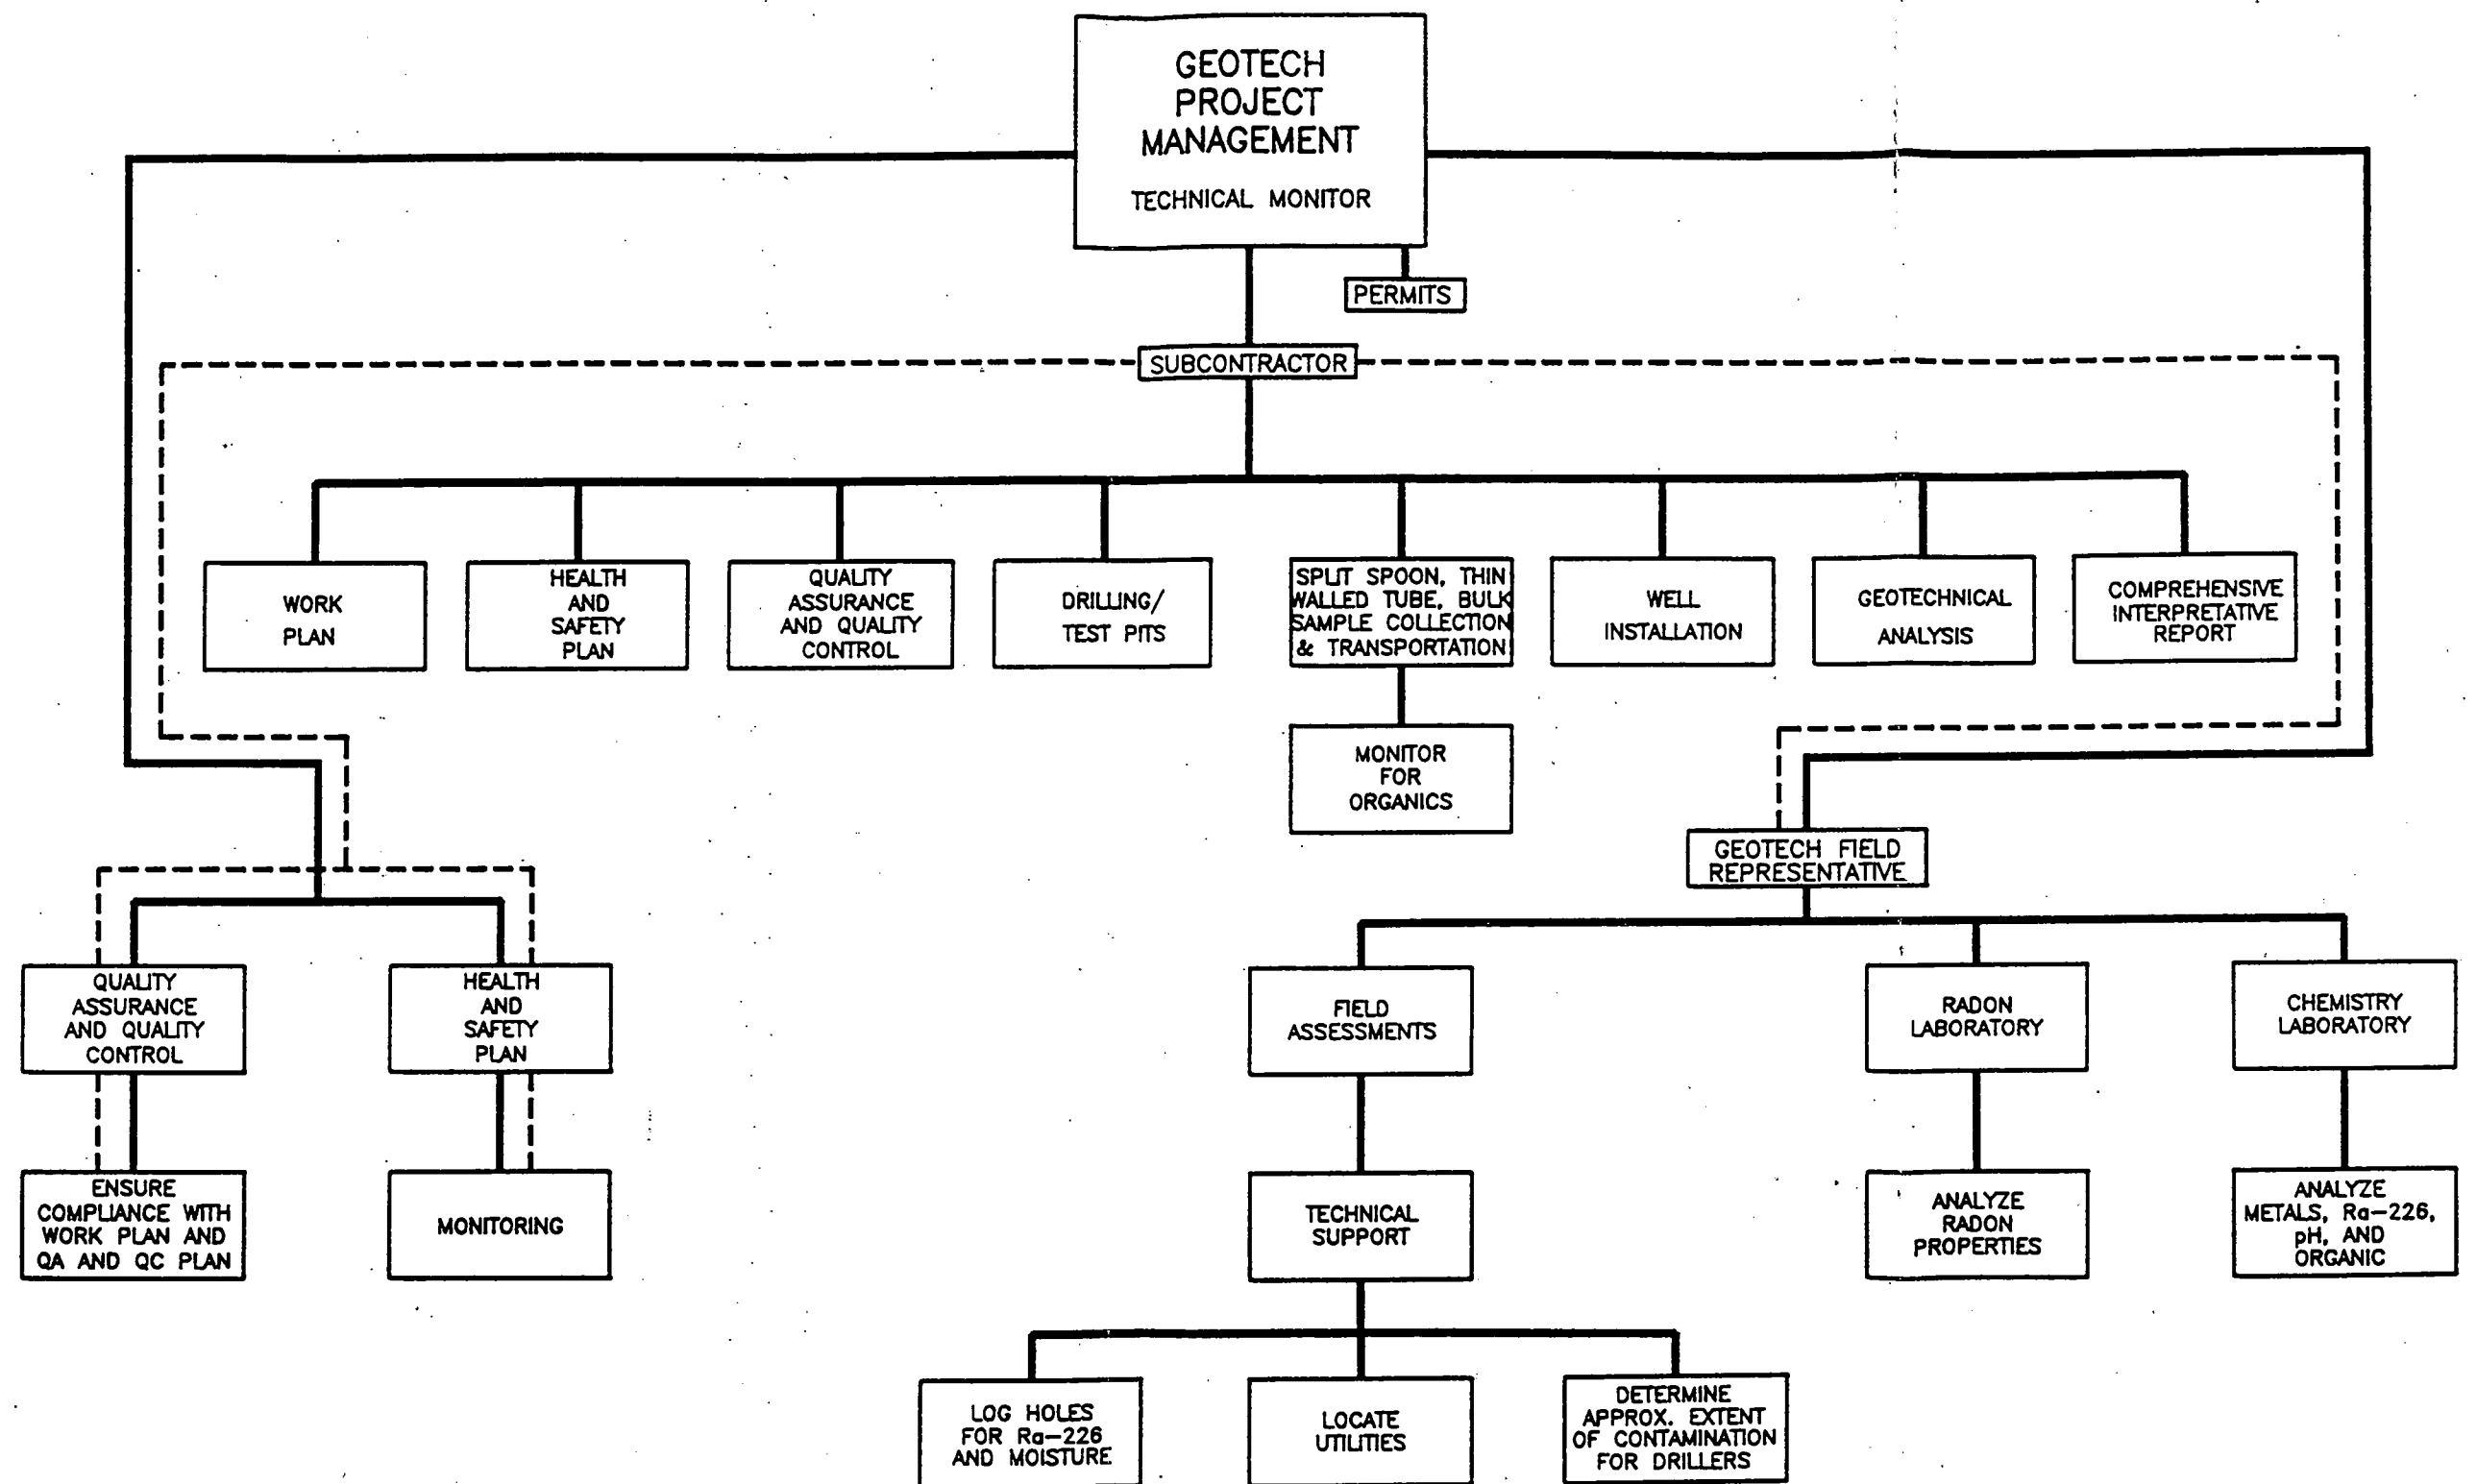 GEOTECH
PROJECT
MANAGEMENT
TECHNICAL MONITOR
PERMITS
SUBCONTRACTOR
WORK
PLAN
HEALTH
AND
SAFETY
PLAN
QUALITY
ASSURANCE
AND QUALITY
CONTROL
DRILLING/
TEST PITS
SPLIT SPOON, THIN
WALLED TUBE, BULK
SAMPLE COLLECTION
& TRANSPORTATION
WELL
INSTALLATION
GEOTECHNICAL
ANALYSIS
COMPREHENSIVE
INTERPRETATIVE
REPORT
MONITOR
FOR
ORGANICS
GEOTECH FIELD
REPRESENTATIVE
QUALITY
ASSURANCE
AND QUALITY
CONTROL
HEALTH
AND
SAFETY
PLAN
FIELD
ASSESSMENTS
RADON
LABORATORY
CHEMISTRY
LABORATORY
ENSURE
COMPLIANCE WITH
WORK PLAN AND
QA AND QC PLAN
MONITORING
TECHNICAL
SUPPORT
ANALYZE
RADON
PROPERTIES
ANALYZE
METALS, Ra-226,
pH, AND
ORGANIC
LOG HOLES
FOR Ra-226
AND MOISTURE
LOCATE
UTILITIES
DETERMINE
APPROX. EXTENT
OF CONTAMINATION
FOR DRILLERS